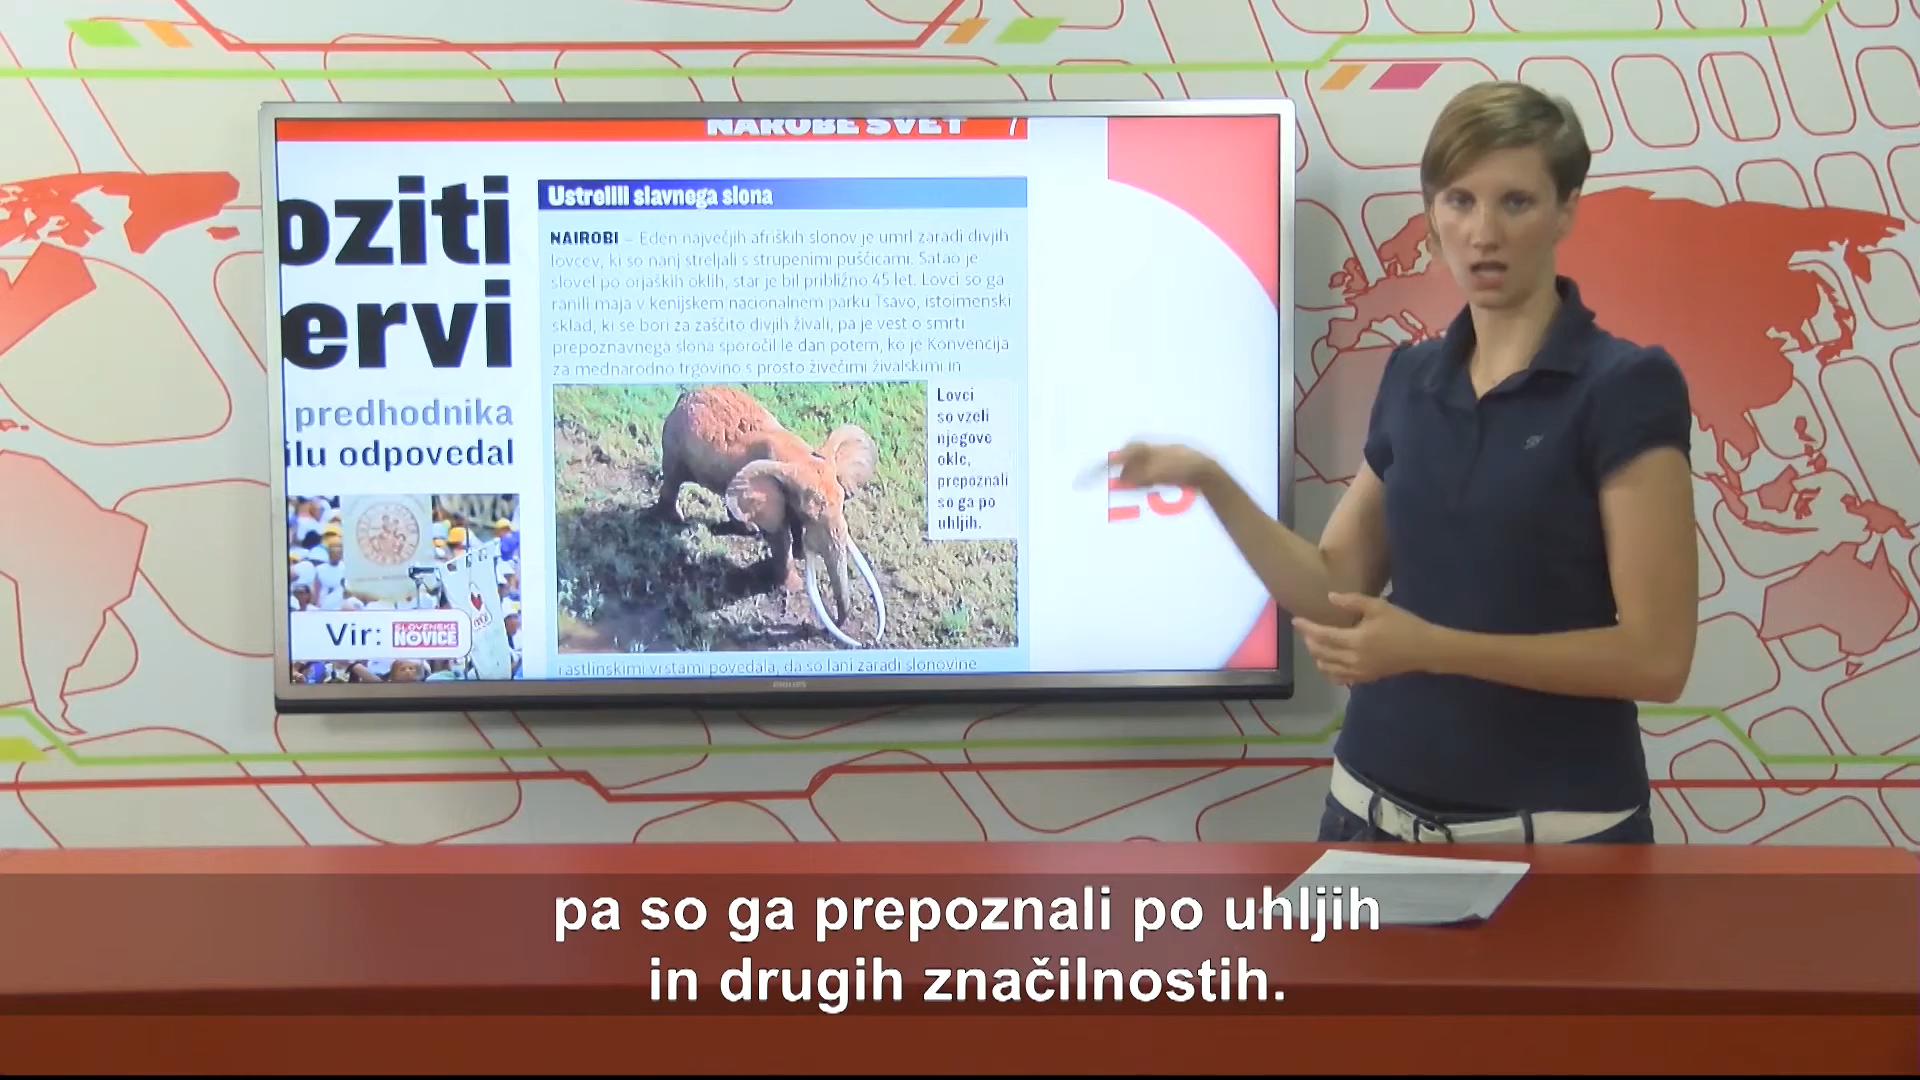 NAROBE SVET 7
oziti
ervi
predhodnika
ilu odpovedal
Vir: SLOVENSKE NOVICE
Ustrelili slavnega slona
NAIROBI – Eden največjih afriških slonov je umrl zaradi divjih
lovcev, ki so nanj streljali s strupenimi puščicami. Satao je
slovel po orjaških oklih, star je bil približno 45 let. Lovci so ga
ranili maja v kenijskem nacionalnem parku Tsavo, istoimenski
sklad, ki se bori za zaščito divjih živali, pa je vest o smrti
prepoznavnega slona sporočil le dan potem, ko je Konvencija
za mednarodno trgovino s prosto živečimi živalskimi in
Lovci
so vzeli
njegove
okle,
prepoznali
so ga po
uhljih.
rastlinskimi vrstami povedala, da so lani zaradi slonovine
PHILIPS
pa so ga prepoznali po uhljih
in drugih značilnostih.